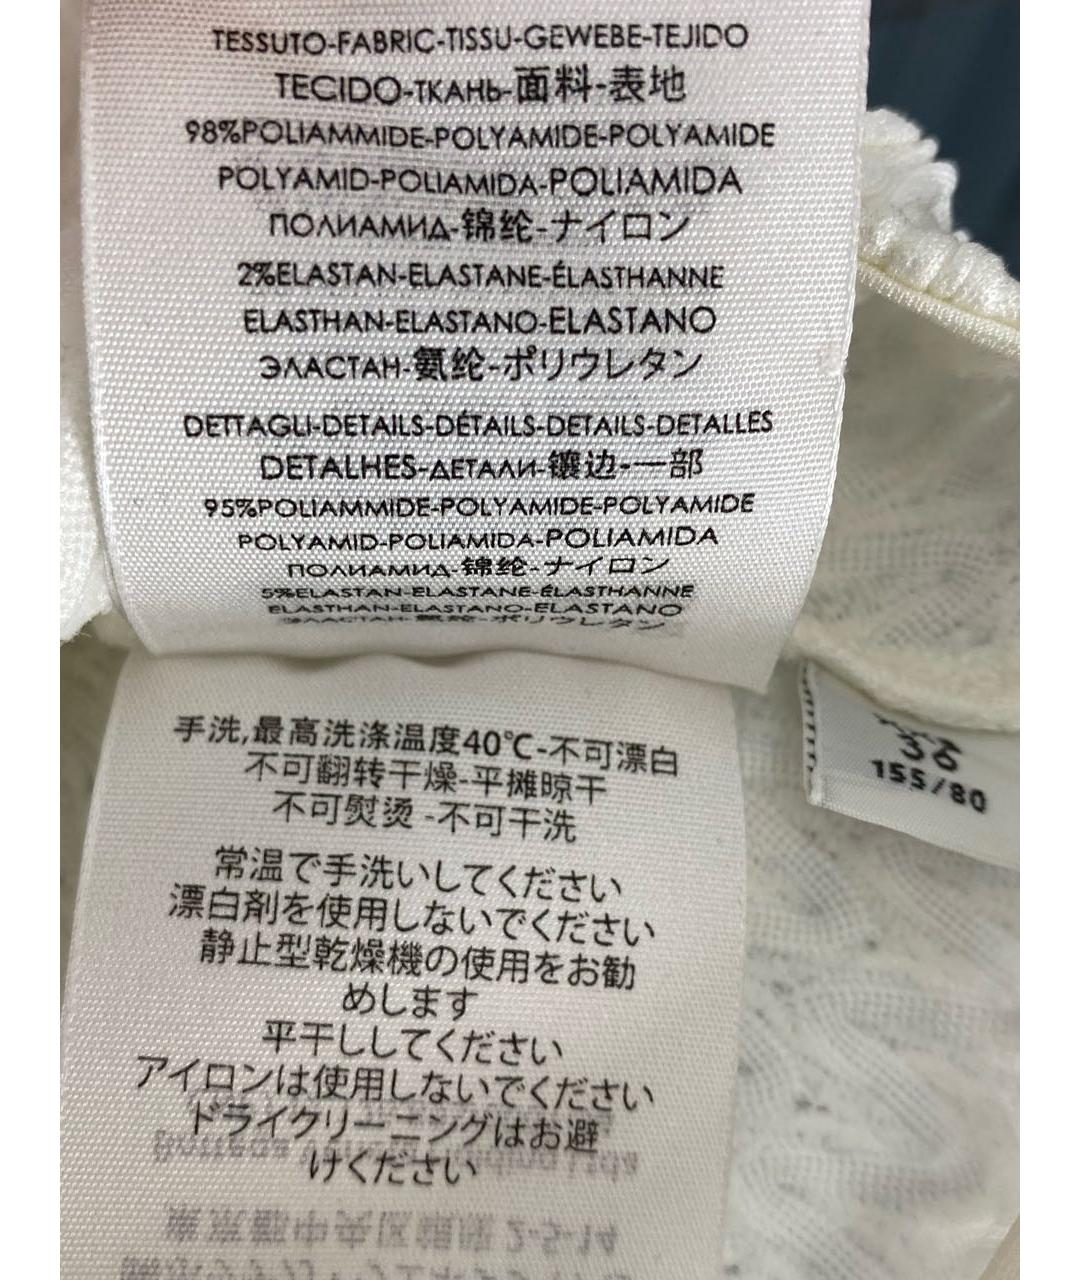 TESSUTO-FABRIC-TISSU-GEWEBE-TEJIDO
TECIDO-ТКАНЬ-面料-表地
98%POLIAMMIDE-POLYAMIDE-POLYAMIDE
POLYAMID-POLIAMIDA-POLIAMIDA
ПОЛИАМИД-锦纶-ナイロン
2%ELASTAN-ELASTANE-ÉLASTHANNE
ELASTHAN-ELASTANO-ELASTANO
ЭЛАСТАН-氨纶-ポリウレタン
DETTAGLI-DETAILS-DÉTAILS-DETAILS-DETALLES
DETALHES-ДЕТАЛИ-镶边-一部
95%POLIAMMIDE-POLYAMIDE-POLYAMIDE
POLYAMID-POLIAMIDA-POLIAMIDA
ПОЛИАМИД-锦纶-ナイロン
5%ELASTAN-ELASTANE-ÉLASTHANNE
ELASTHAN-ELASTANO-ELASTANO
ЭЛАСТАН-氨纶-ポリウレタン
手洗,最高洗涤温度40℃-不可漂白
不可翻转干燥-平摊晾干
不可熨烫 -不可干洗
常温で手洗いしてください
漂白剤を使用しないでください
静止型乾燥機の使用をお勧
めします
平干ししてください
アイロンは使用しないでください
ドライクリーニングはお避
けください
36
155/80